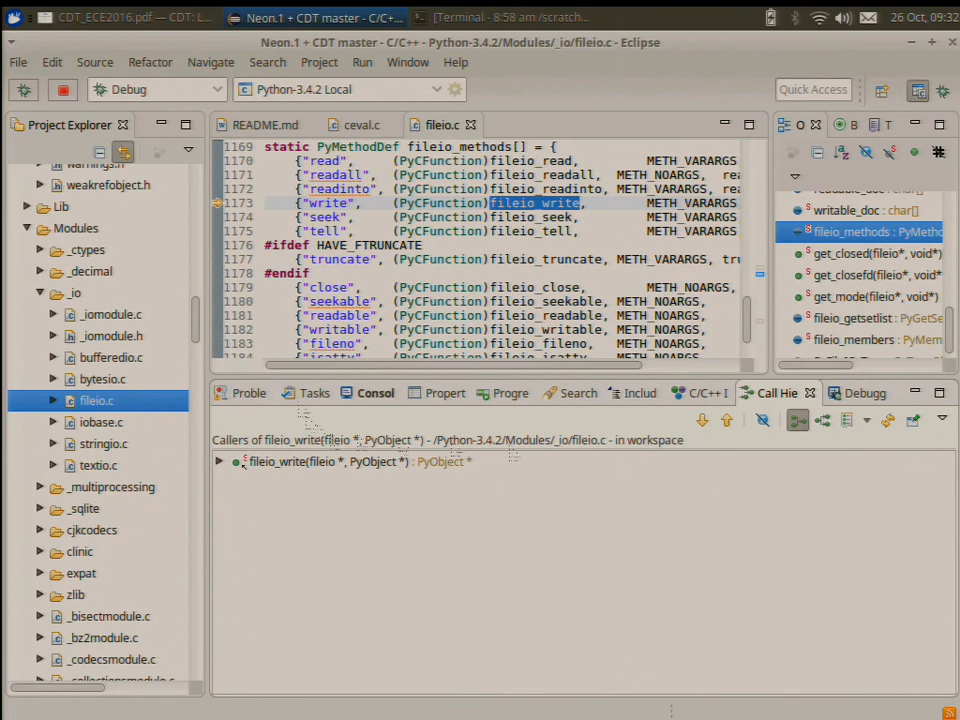 CDT_ECE2016.pdf — CDT: L...
Neon.1 + CDT master - C/C+...
[Terminal - 8:58 am /scratch...
26 Oct, 09:32
Neon.1 + CDT master - C/C++ - Python-3.4.2/Modules/_io/fileio.c - Eclipse
File Edit Source Refactor Navigate Search Project Run Window Help
Debug
Python-3.4.2 Local
Quick Access
Project Explorer
weakrefobject.h
Lib
Modules
_ctypes
_decimal
_io
_iomodule.c
_iomodule.h
bufferedio.c
bytesio.c
fileio.c
iobase.c
stringio.c
textio.c
_multiprocessing
_sqlite
cjkcodecs
clinic
expat
zlib
_bisectmodule.c
_bz2module.c
_codecsmodule.c
README.md
ceval.c
fileio.c
1169 static PyMethodDef fileio_methods[] = {
1170 {"read", (PyCFunction)fileio_read, METH_VARARGS
1171 {"readall", (PyCFunction)fileio_readall, METH_NOARGS, rea
1172 {"readinto", (PyCFunction)fileio_readinto, METH_VARARGS, rea
1173 {"write", (PyCFunction)fileio_write, METH_VARARGS
1174 {"seek", (PyCFunction)fileio_seek, METH_VARARGS
1175 {"tell", (PyCFunction)fileio_tell, METH_VARARGS
1176 #ifdef HAVE_FTRUNCATE
1177 {"truncate", (PyCFunction)fileio_truncate, METH_VARARGS, tru
1178 #endif
1179 {"close", (PyCFunction)fileio_close, METH_NOARGS,
1180 {"seekable", (PyCFunction)fileio_seekable, METH_NOARGS,
1181 {"readable", (PyCFunction)fileio_readable, METH_NOARGS,
1182 {"writable", (PyCFunction)fileio_writable, METH_NOARGS,
1183 {"fileno", (PyCFunction)fileio_fileno, METH_NOARGS,
1184 {"isatty", (PyCFunction)fileio_isatty, METH_NOARGS,
O B T
writable_doc : char[]
fileio_methods : PyMetho
get_closed(fileio*, void*)
get_closefd(fileio*, void*
get_mode(fileio*, void*)
fileio_getsetlist : PyGetSe
fileio_members : PyMem
Proble
Tasks
Consol
Propert
Progre
Search
Includ
C/C++ I
Call Hie
Debugg
Callers of fileio_write(fileio *, PyObject *) - /Python-3.4.2/Modules/_io/fileio.c - in workspace
fileio_write(fileio *, PyObject *) : PyObject *